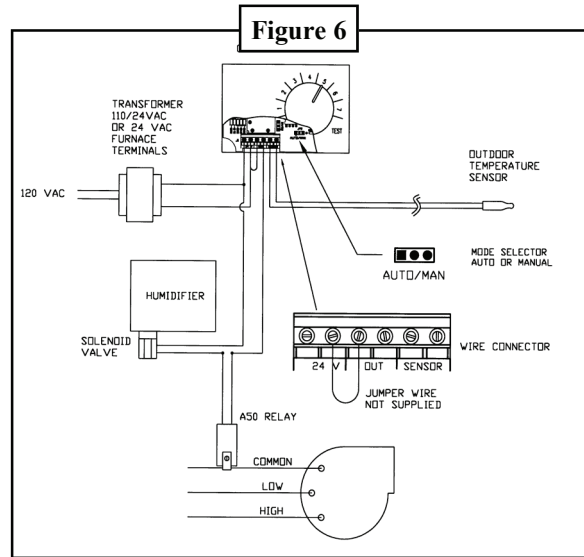 Figure 6
1 2 3 4 5 6 7
TEST
TRANSFORMER
110/24VAC
OR 24 VAC
FURNACE
TERMINALS
120 VAC
OUTDOOR
TEMPERATURE
SENSOR
AUTO/MAN
MODE SELECTOR
AUTO OR MANUAL
HUMIDIFIER
SOLENOID
VALVE
WIRE CONNECTOR
24 V OUT SENSOR
JUMPER WIRE
NOT SUPPLIED
A50 RELAY
COMMON
LOW
HIGH